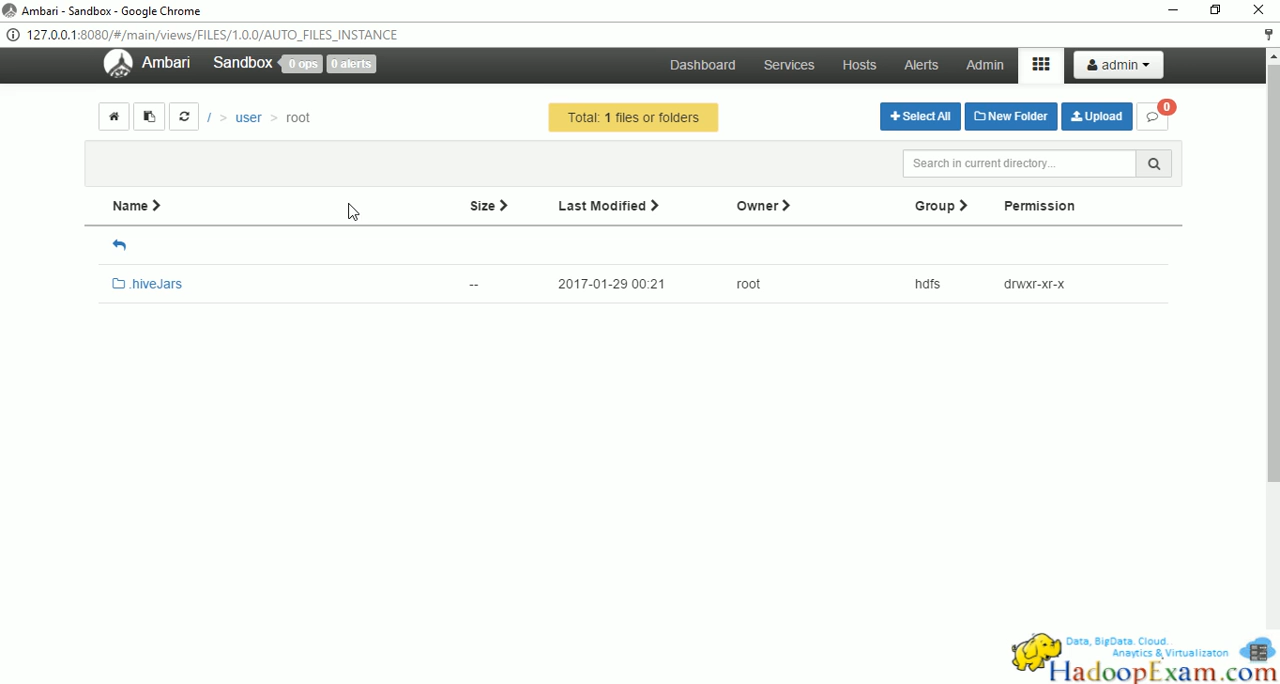 Ambari - Sandbox - Google Chrome
127.0.0.1:8080/#/main/views/FILES/1.0.0/AUTO_FILES_INSTANCE
Ambari Sandbox 0 ops 0 alerts Dashboard Services Hosts Alerts Admin admin
/ > user > root Total: 1 files or folders Select All New Folder Upload 0
Search in current directory...
Name Size Last Modified Owner Group Permission
.hiveJars -- 2017-01-29 00:21 root hdfs drwxr-xr-x
Data, BigData. Cloud.
Anaytics & Virtualizaton
HadoopExam.com